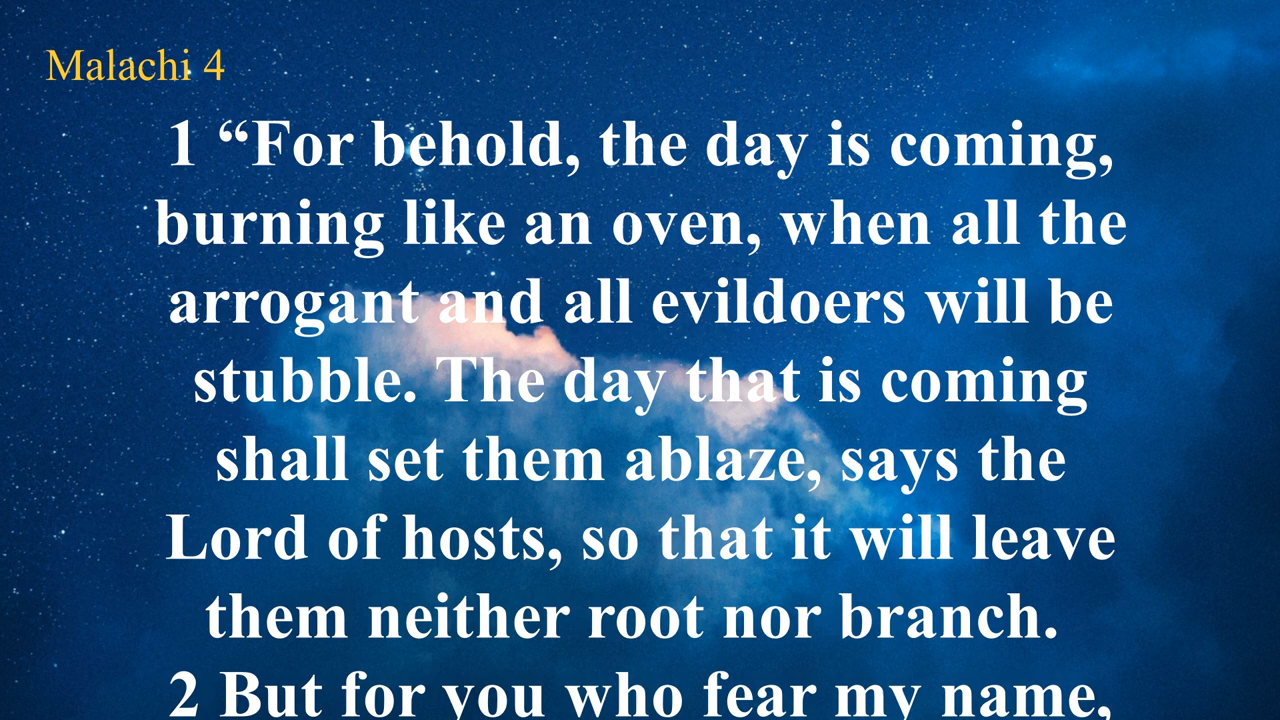 Malachi 4
1 “For behold, the day is coming,
burning like an oven, when all the
arrogant and all evildoers will be
stubble. The day that is coming
shall set them ablaze, says the
Lord of hosts, so that it will leave
them neither root nor branch.
2 But for you who fear my name,